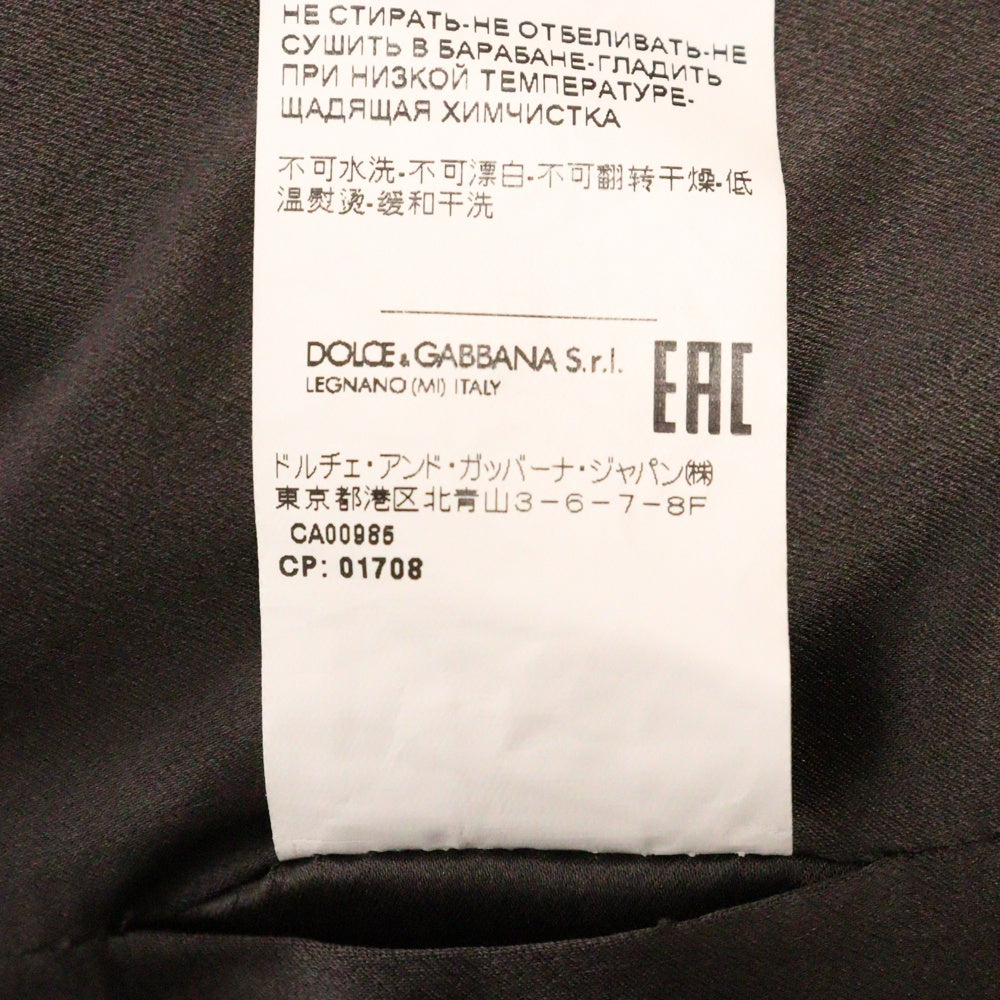 НЕ СТИРАТЬ-НЕ ОТБЕЛИВАТЬ-НЕ
СУШИТЬ В БАРАБАНЕ-ГЛАДИТЬ
ПРИ НИЗКОЙ ТЕМПЕРАТУРЕ-
ЩАДЯЩАЯ ХИМЧИСТКА
不可水洗-不可漂白-不可翻转干燥-低
温熨烫-缓和干洗
DOLCE & GABBANA S.r.l.
LEGNANO (MI) ITALY
EAC
ドルチェ・アンド・ガッバーナ・ジャパン㈱
東京都港区北青山3-6-7-8F
CA00985
CP: 01708